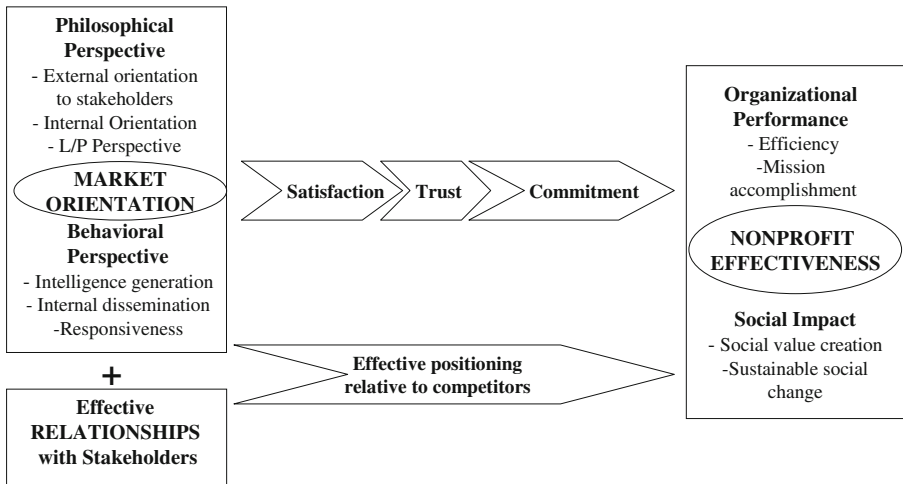 Philosophical
Perspective
- External orientation
to stakeholders
- Internal Orientation
- L/P Perspective
MARKET
ORIENTATION
Behavioral
Perspective
- Intelligence generation
- Internal dissemination
-Responsiveness
+
Effective
RELATIONSHIPS
with Stakeholders
Satisfaction
Trust
Commitment
Effective positioning
relative to competitors
Organizational
Performance
- Efficiency
-Mission
accomplishment
NONPROFIT
EFFECTIVENESS
Social Impact
- Social value creation
-Sustainable social
change